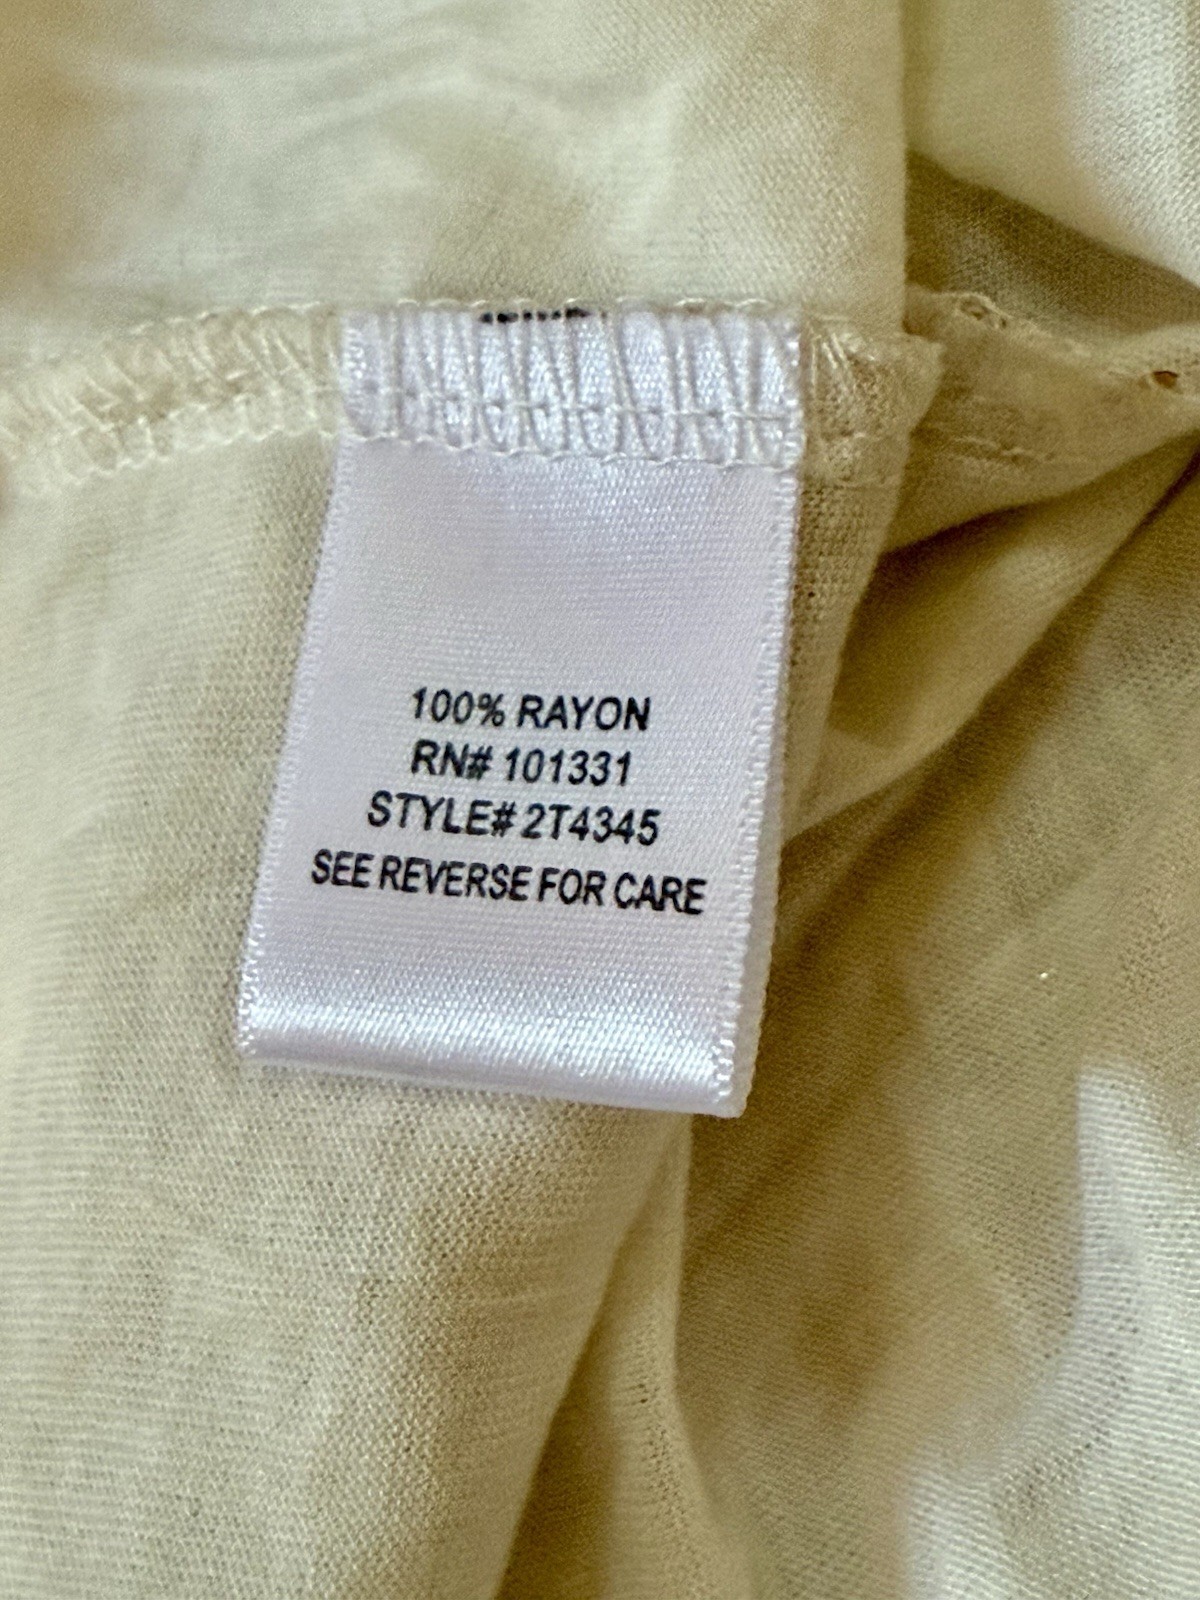 100% RAYON
RN# 101331
STYLE# 2T4345
SEE REVERSE FOR CARE